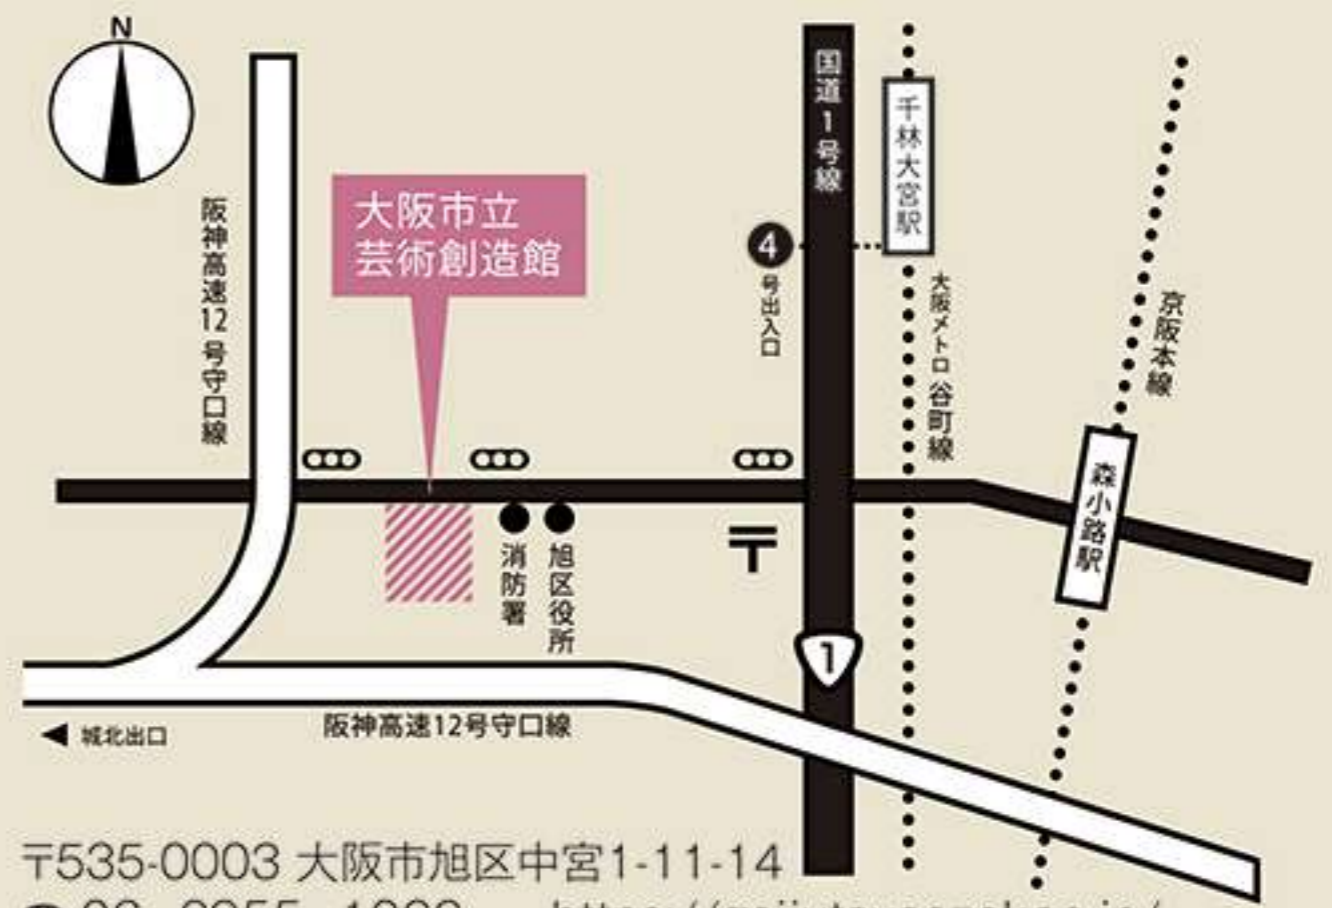 N
国道1号線
千林大宮駅
大阪市立
芸術創造館
阪神高速12号守口線
4
号出入口
大阪メトロ 谷町線
京阪本線
森小路駅
消防署
旭区役所
〒
1
阪神高速12号守口線
◀ 城北出口
〒535-0003 大阪市旭区中宮1-11-14